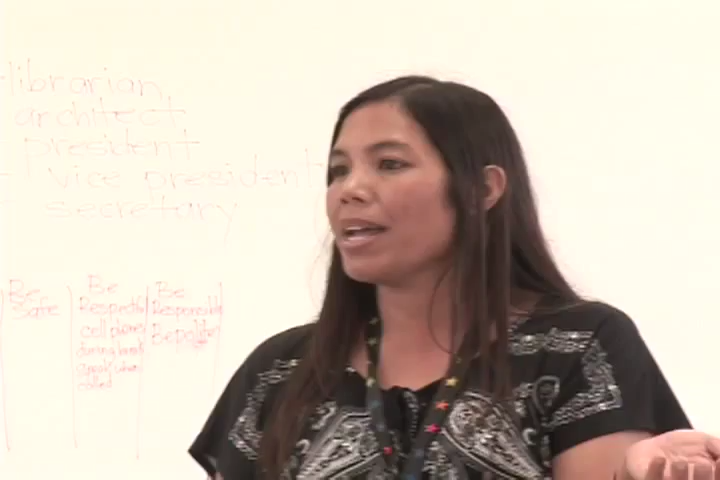 librarian
architect
president
vice president
secretary
Be
Safe
Be
Respectful
cell phones
during break
speak when
called
Be
Responsible
Be polite!